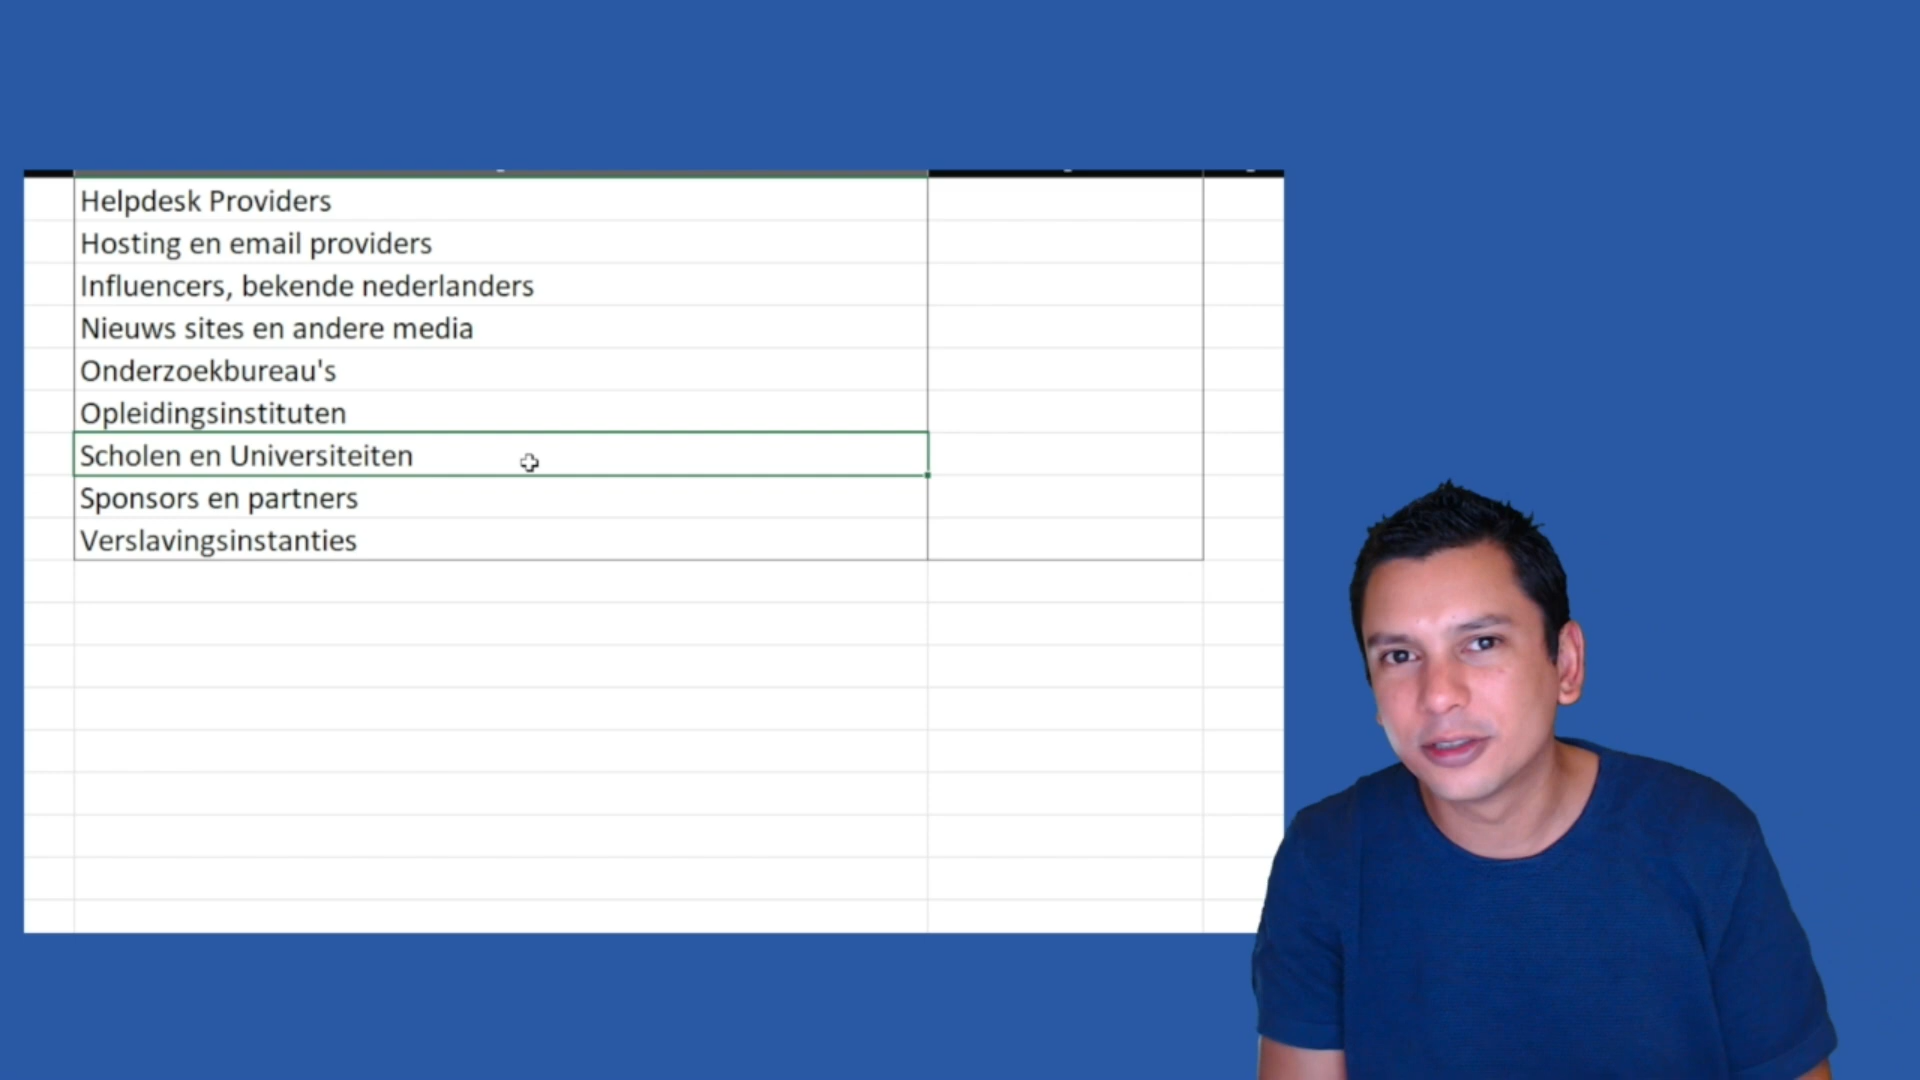 Helpdesk Providers
Hosting en email providers
Influencers, bekende nederlanders
Nieuws sites en andere media
Onderzoekbureau's
Opleidingsinstituten
Scholen en Universiteiten
Sponsors en partners
Verslavingsinstanties